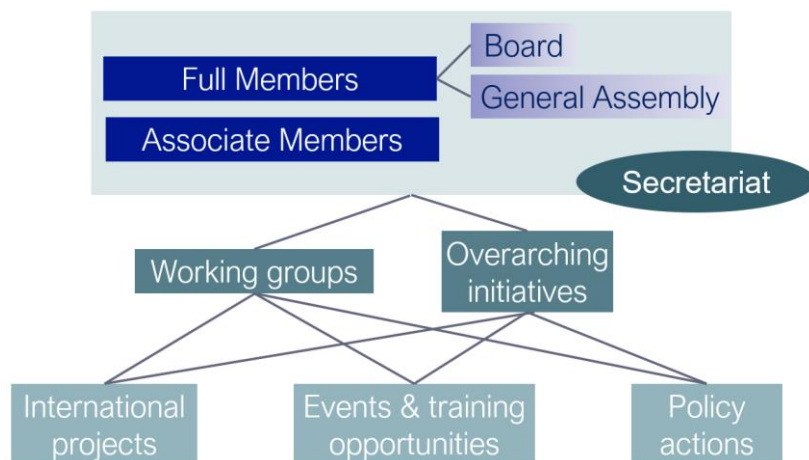 Board
Full Members
General Assembly
Associate Members
Secretariat
Working groups
Overarching
initiatives
International
projects
Events & training
opportunities
Policy
actions